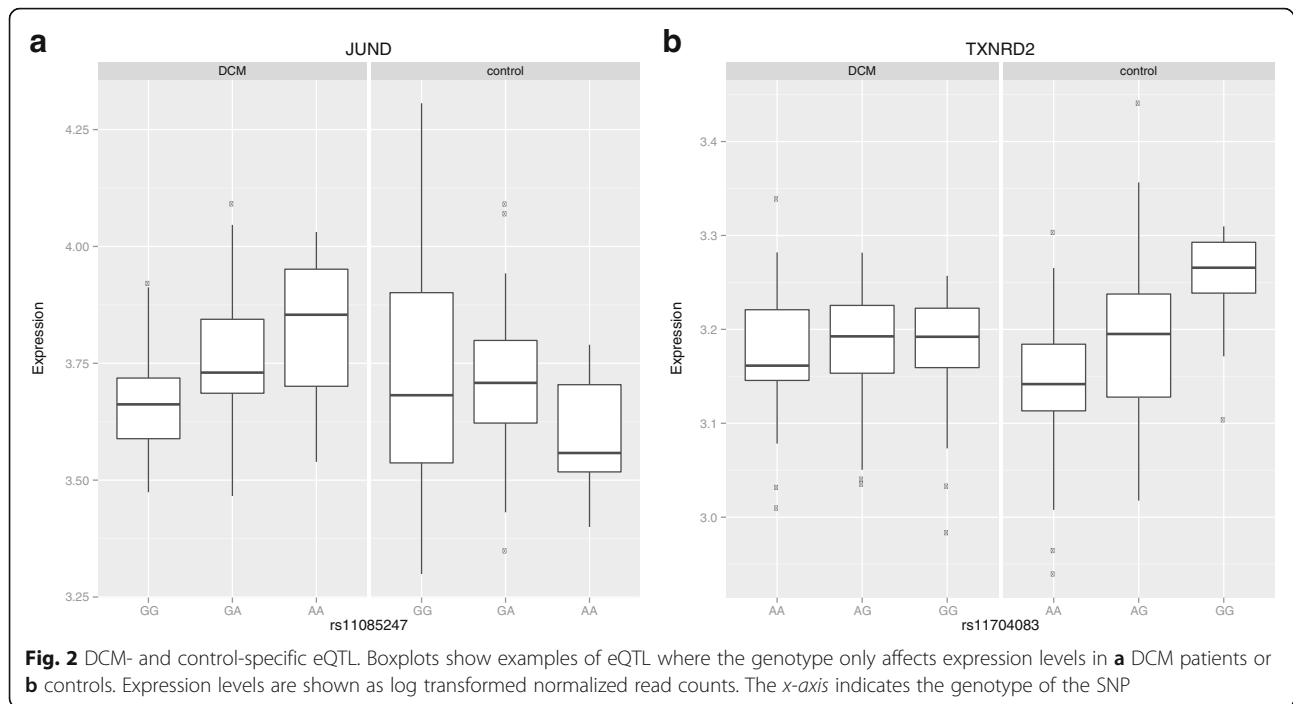 a
JUND
DCM control
Expression
4.25
4.00
3.75
3.50
3.25
GG GA AA GG GA AA
rs11085247
b
TXNRD2
DCM control
Expression
3.4
3.3
3.2
3.1
3.0
AA AG GG AA AG GG
rs11704083
Fig. 2 DCM- and control-specific eQTL. Boxplots show examples of eQTL where the genotype only affects expression levels in a DCM patients or
b controls. Expression levels are shown as log transformed normalized read counts. The x-axis indicates the genotype of the SNP